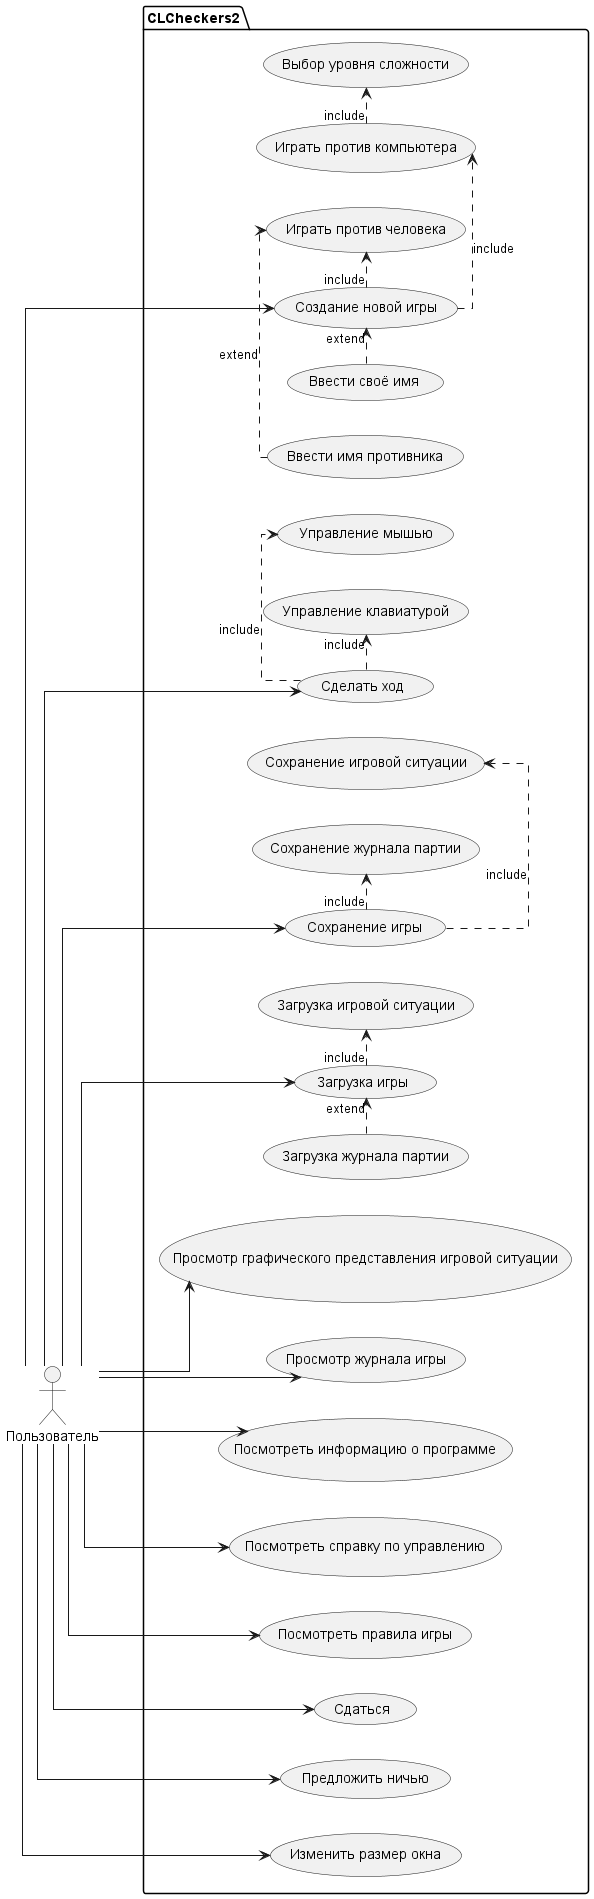 CLCheckers2
Выбор уровня сложности
include
Играть против компьютера
Играть против человека
include
include
Создание новой игры
extend
extend
Ввести своё имя
Ввести имя противника
Управление мышью
Управление клавиатурой
include
include
Сделать ход
Сохранение игровой ситуации
Сохранение журнала партии
include
include
Сохранение игры
Загрузка игровой ситуации
include
Загрузка игры
extend
Загрузка журнала партии
Просмотр графического представления игровой ситуации
Просмотр журнала игры
Пользователь
Посмотреть информацию о программе
Посмотреть справку по управлению
Посмотреть правила игры
Сдаться
Предложить ничью
Изменить размер окна